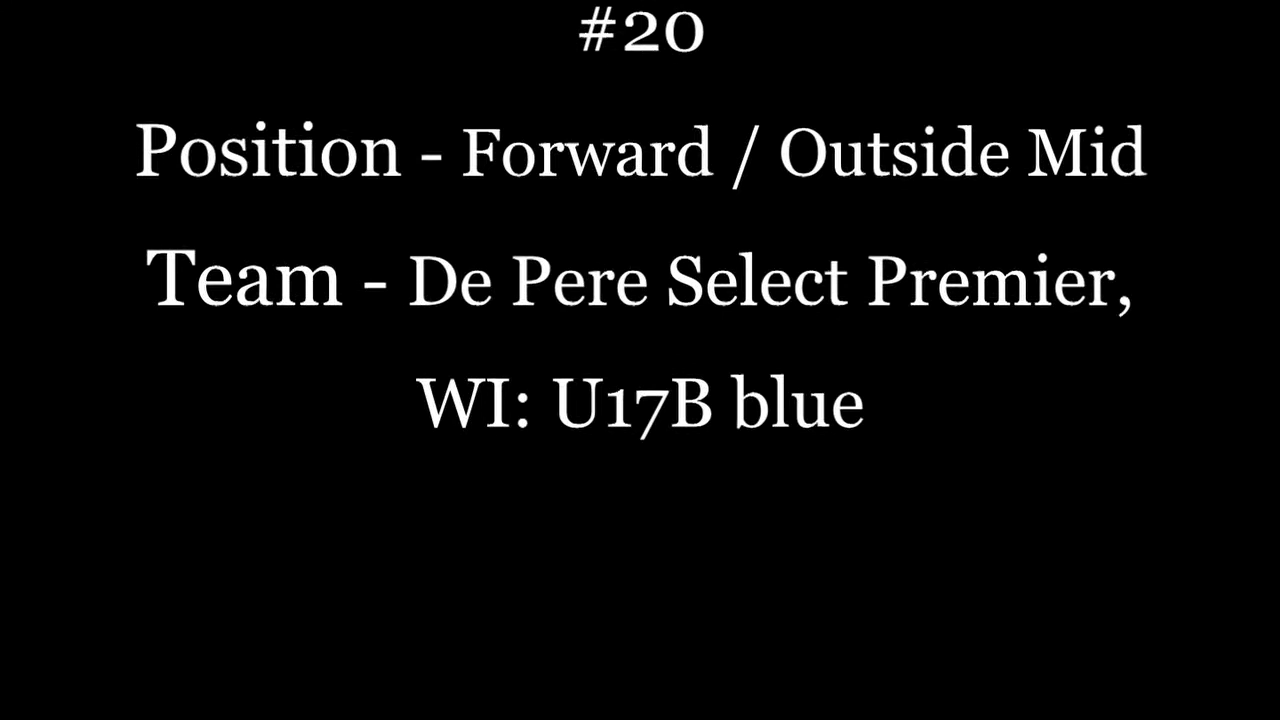 #20
Position - Forward / Outside Mid
Team - De Pere Select Premier,
WI: U17B blue